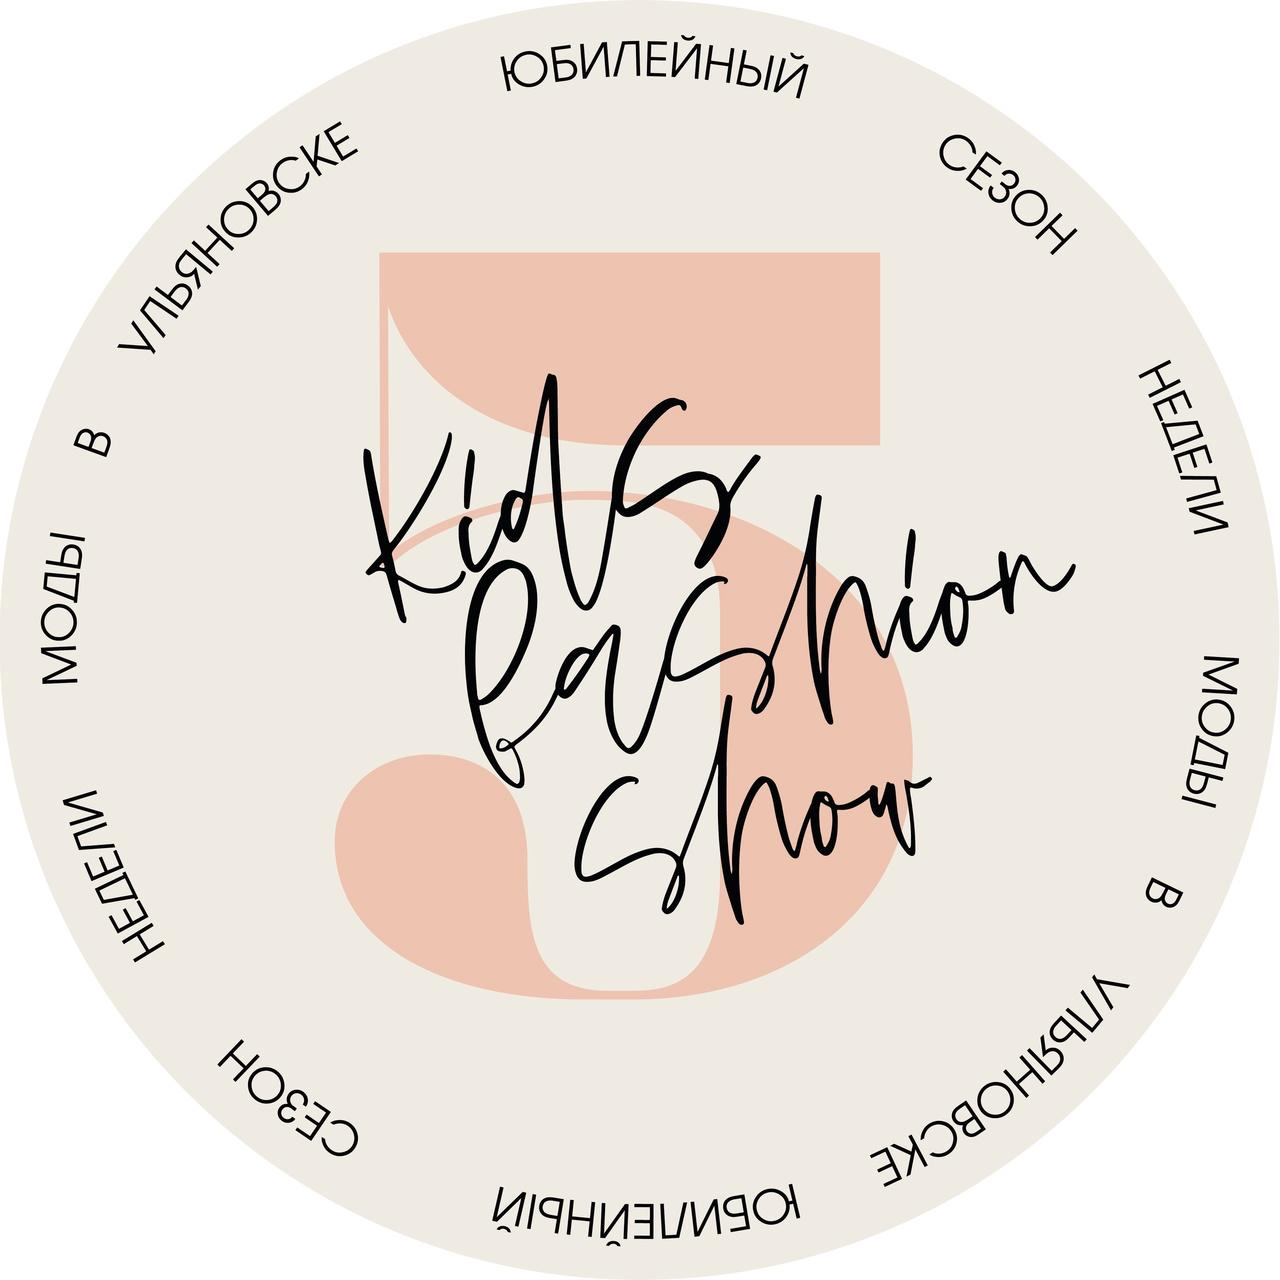 ЮБИЛЕЙНЫЙ СЕЗОН НЕДЕЛИ МОДЫ В УЛЬЯНОВСКЕ
ЮБИЛЕЙНЫЙ СЕЗОН НЕДЕЛИ МОДЫ В УЛЬЯНОВСКЕ
5
Kids
fashion
show